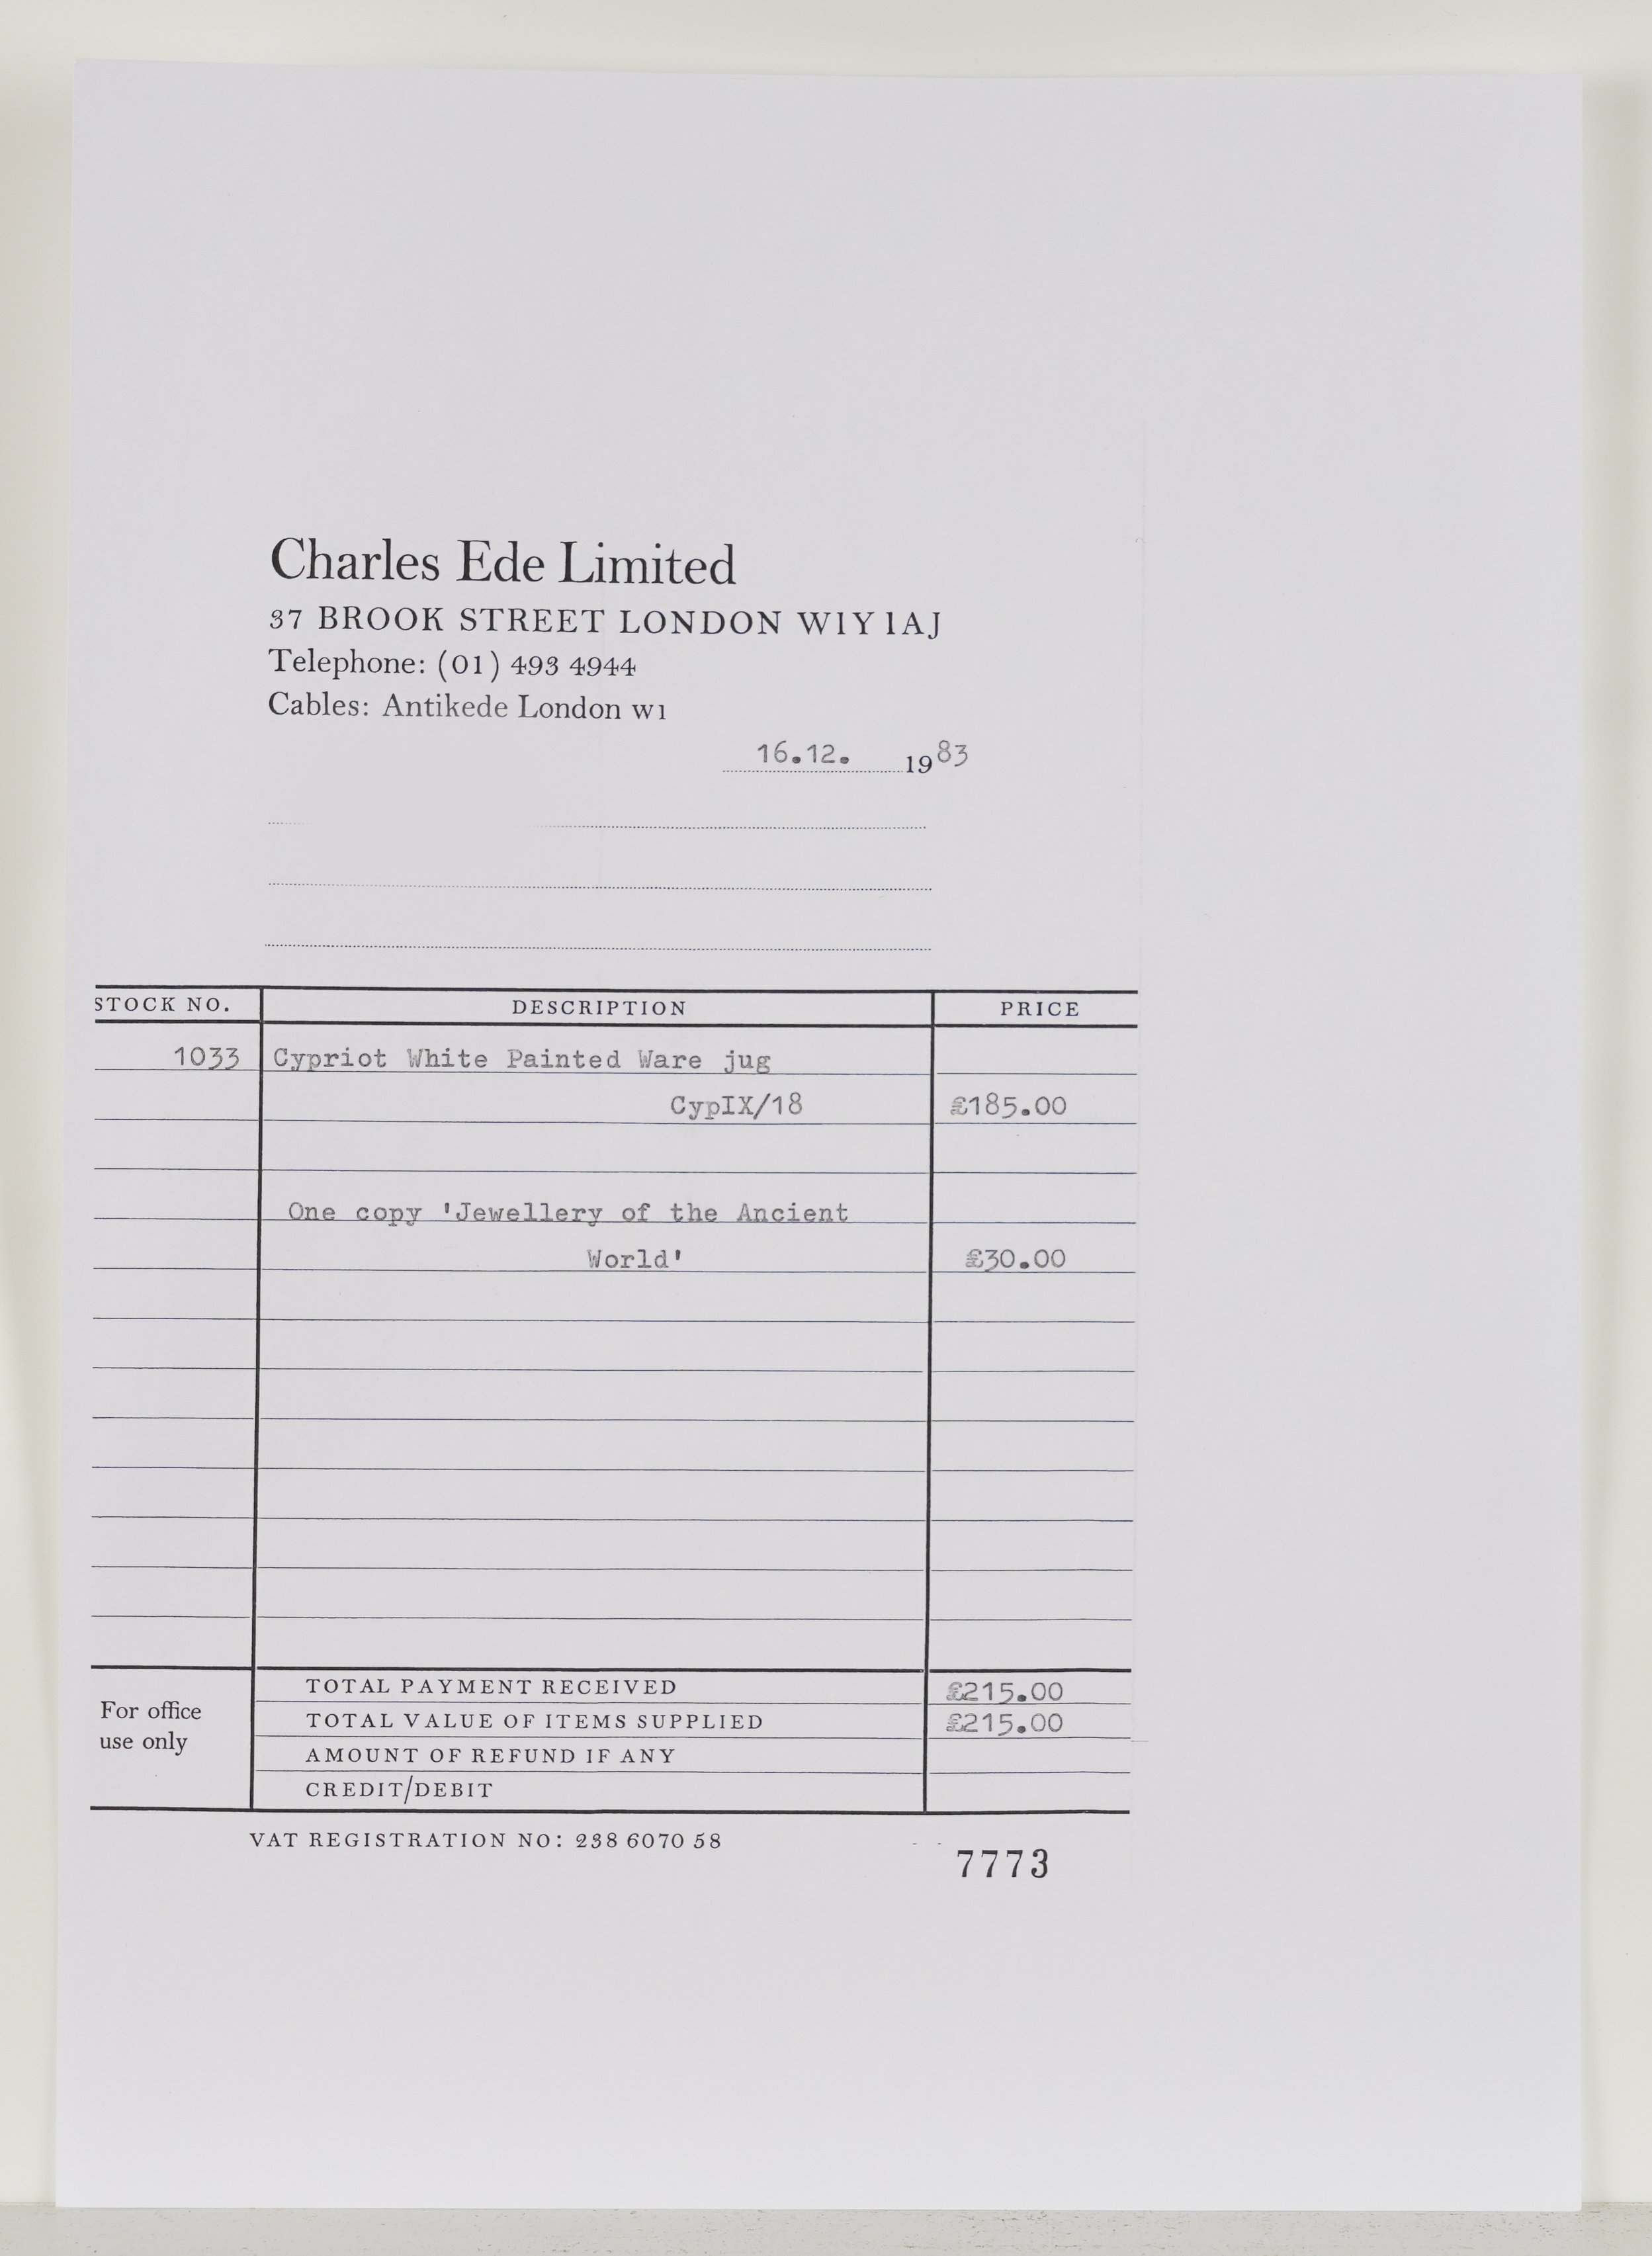 Charles Ede Limited
37 BROOK STREET LONDON W1Y 1AJ
Telephone: (01) 493 4944
Cables: Antikede London W1
16.12. 1983
STOCK NO. DESCRIPTION PRICE
1033 Cypriot White Painted Ware jug
CypIX/18 £185.00
One copy 'Jewellery of the Ancient
World' £30.00
TOTAL PAYMENT RECEIVED £215.00
For office
use only
TOTAL VALUE OF ITEMS SUPPLIED £215.00
AMOUNT OF REFUND IF ANY
CREDIT/DEBIT
VAT REGISTRATION NO: 238 6070 58
7773